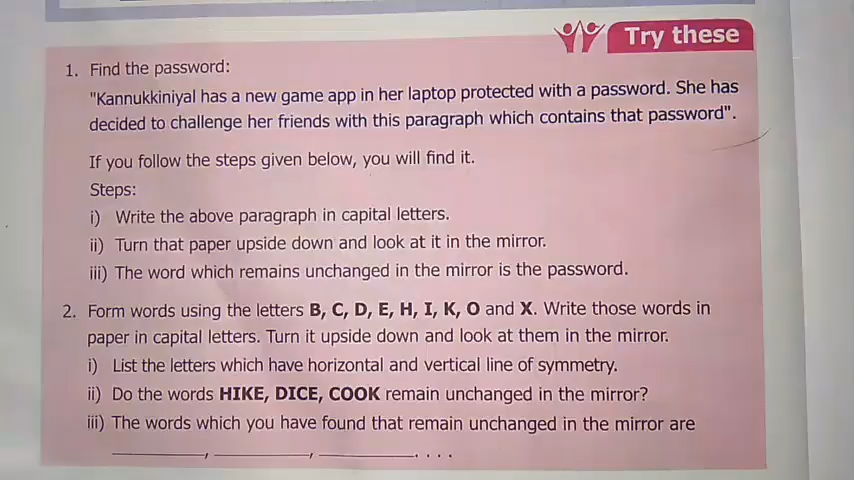 Try these
1. Find the password:
"Kannukkiniyal has a new game app in her laptop protected with a password. She has
decided to challenge her friends with this paragraph which contains that password".
If you follow the steps given below, you will find it.
Steps:
i) Write the above paragraph in capital letters.
ii) Turn that paper upside down and look at it in the mirror.
iii) The word which remains unchanged in the mirror is the password.
2. Form words using the letters B, C, D, E, H, I, K, O and X. Write those words in
paper in capital letters. Turn it upside down and look at them in the mirror.
i) List the letters which have horizontal and vertical line of symmetry.
ii) Do the words HIKE, DICE, COOK remain unchanged in the mirror?
iii) The words which you have found that remain unchanged in the mirror are
____________, ____________, ____________. . . .